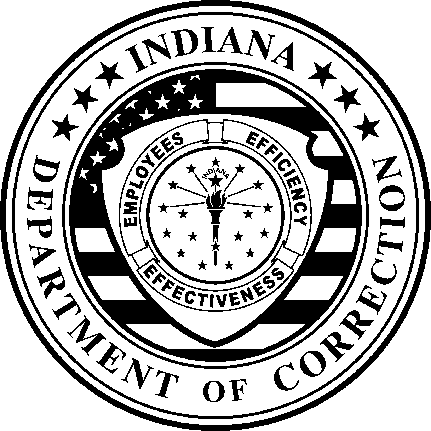 INDIANA
DEPARTMENT OF CORRECTION
EMPLOYEES
EFFICIENCY
EFFECTIVENESS
INDIANA